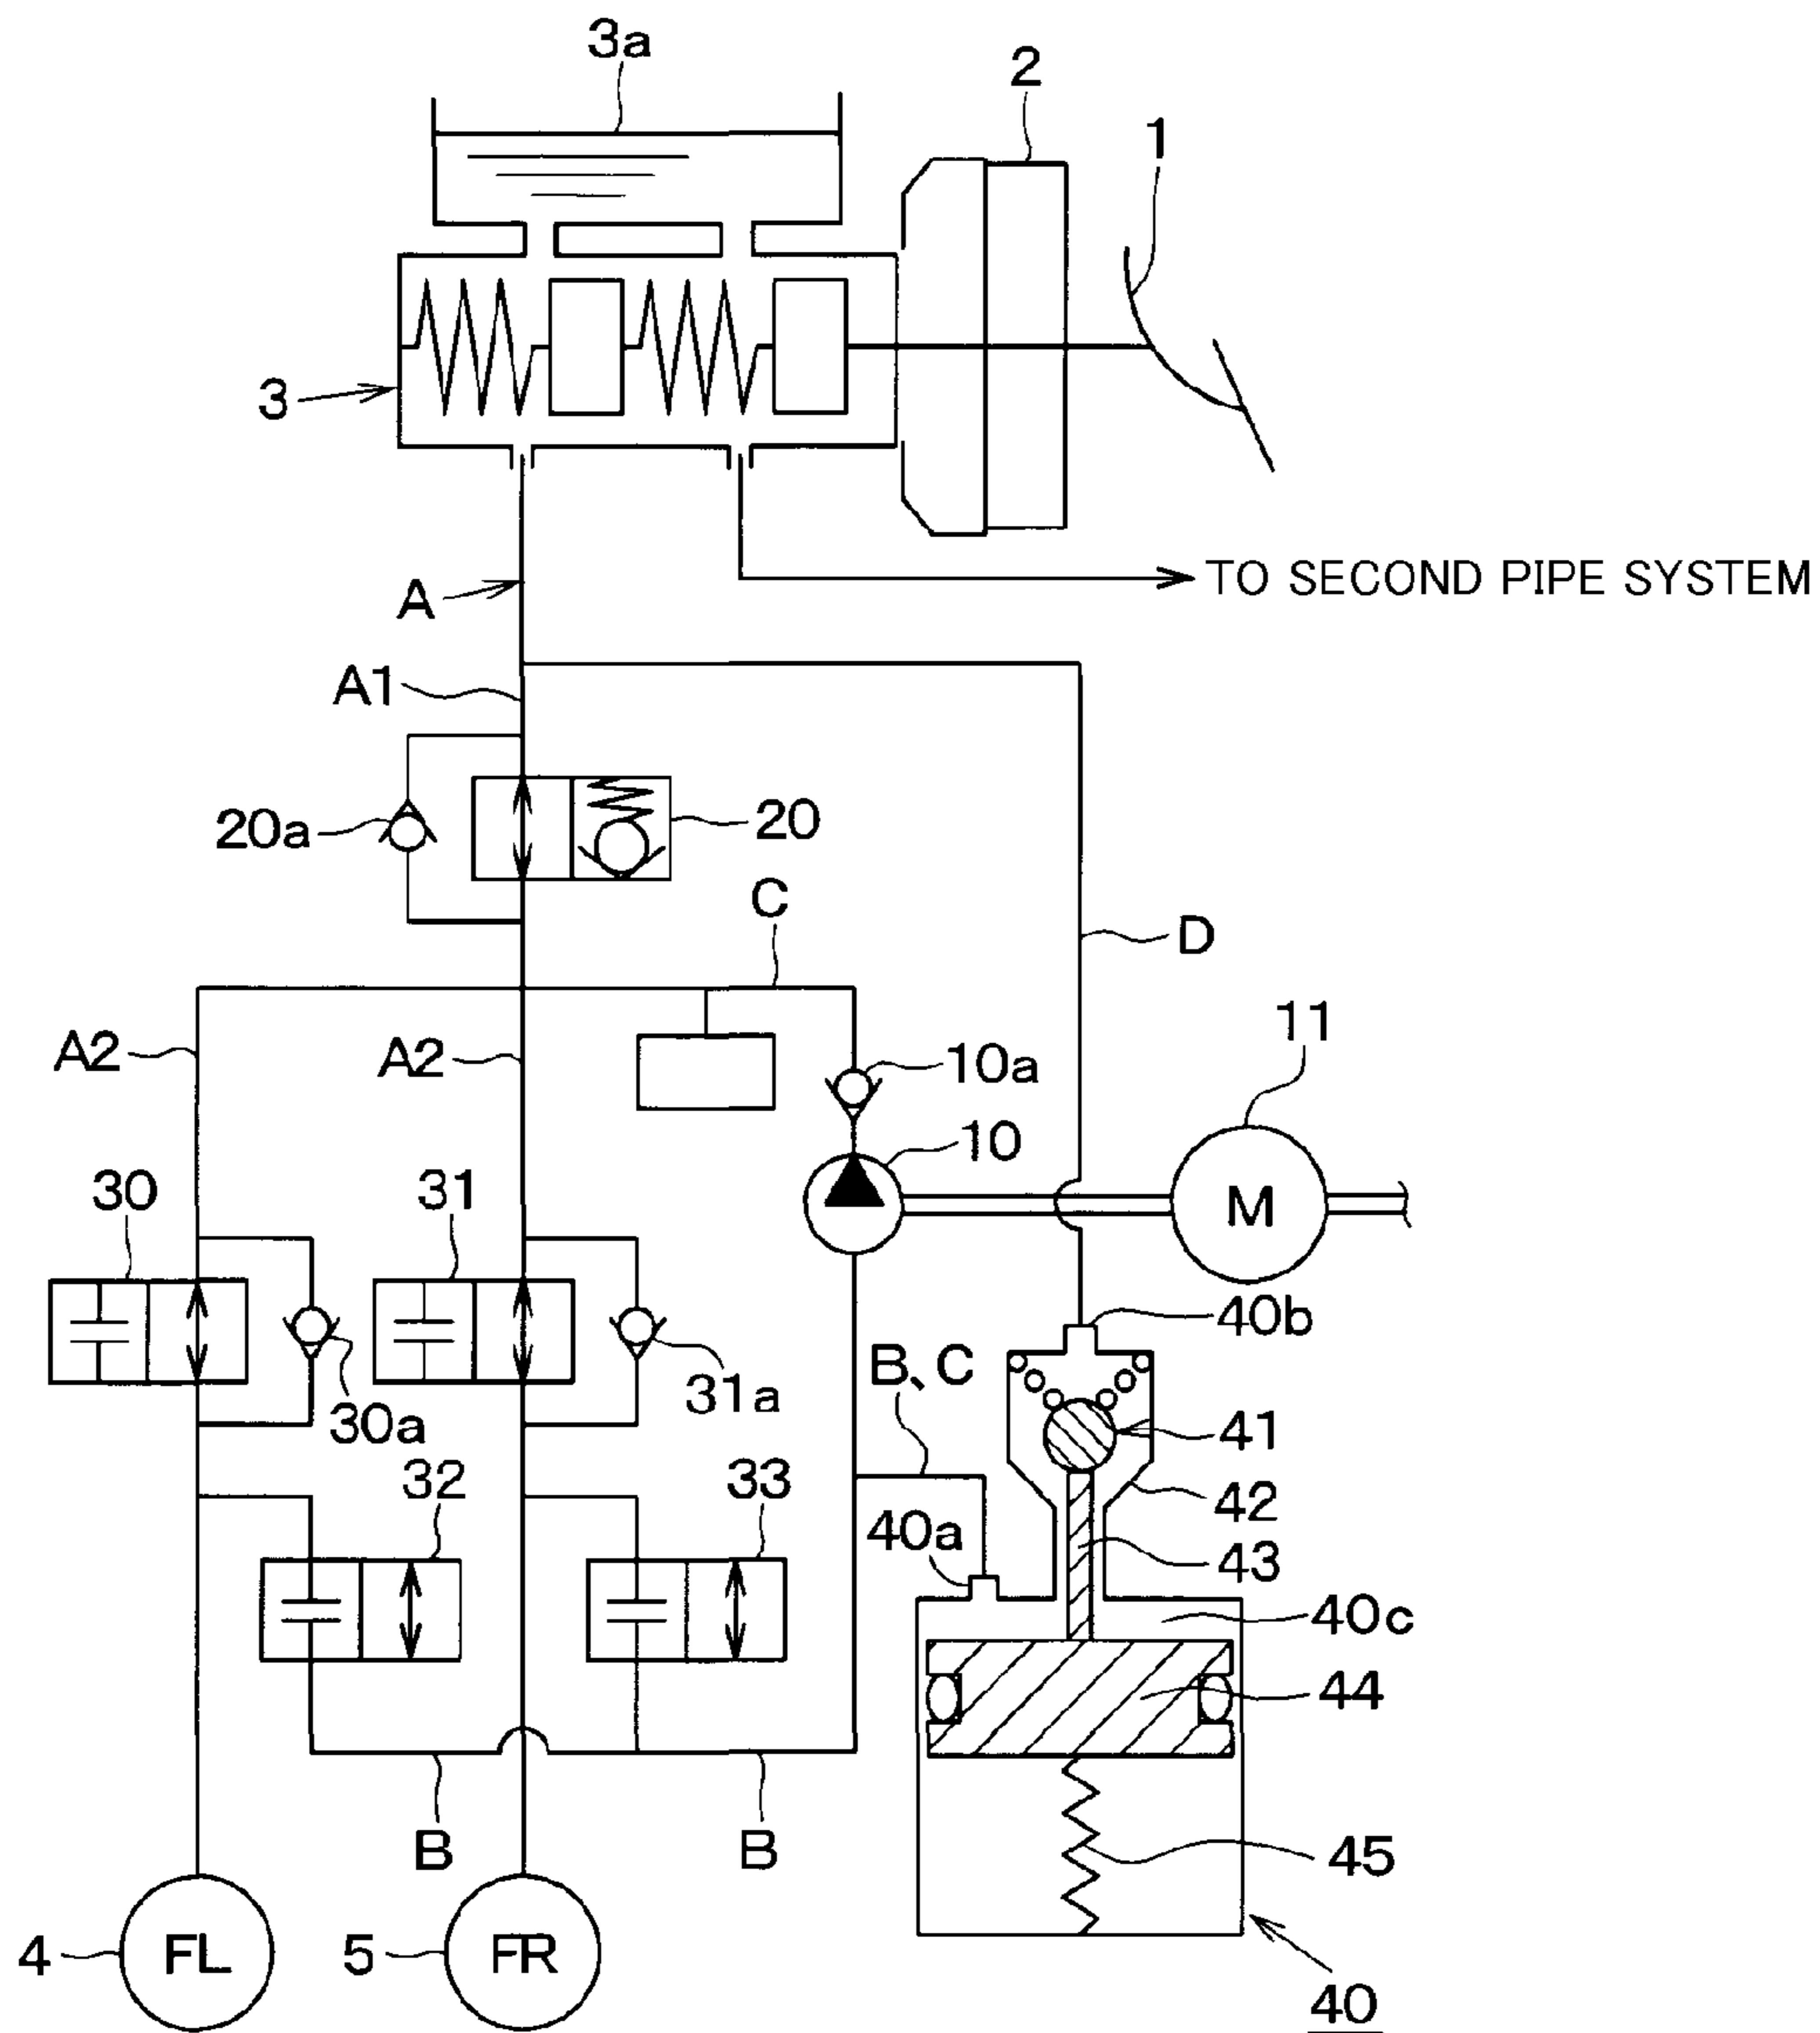 3a
2
1
3
A
TO SECOND PIPE SYSTEM
A1
20a
20
C
D
A2
A2
10a
11
10
M
30
31
40b
B、C
31a
30a
41
32
33
42
40a
43
40c
44
B
B
45
4
FL
5
FR
40